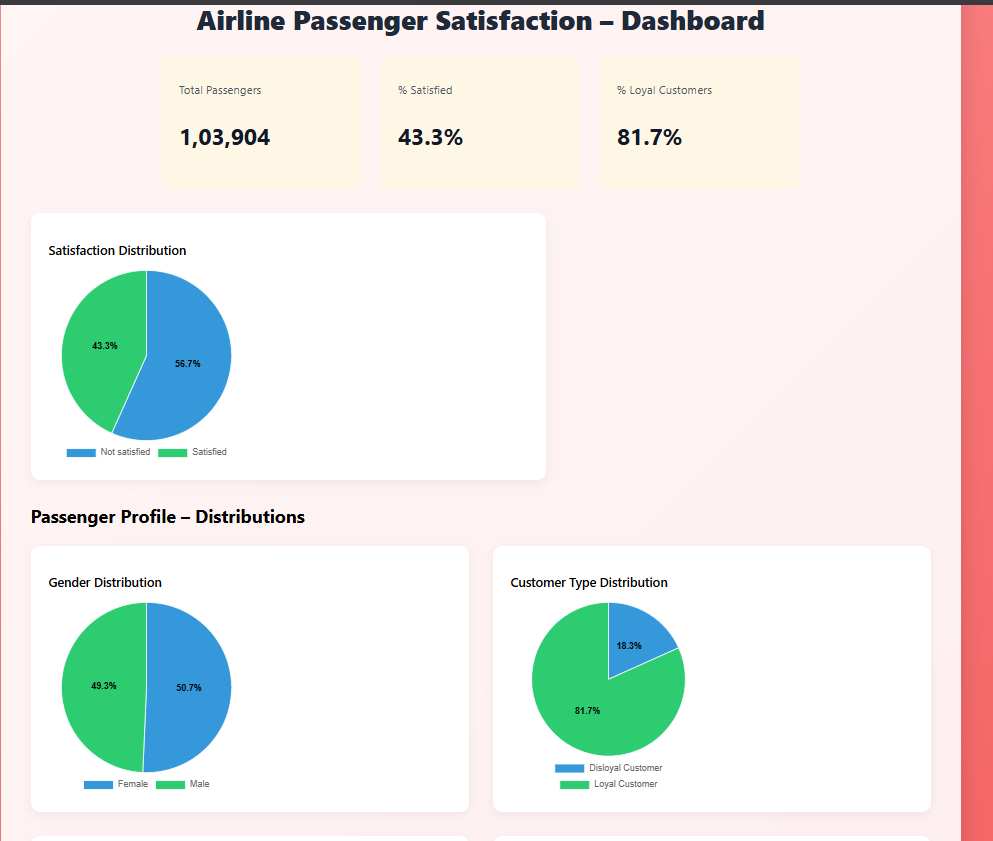 Airline Passenger Satisfaction – Dashboard
Total Passengers
% Satisfied
% Loyal Customers
1,03,904
43.3%
81.7%
Satisfaction Distribution
43.3%
56.7%
Not satisfied
Satisfied
Passenger Profile – Distributions
Gender Distribution
Customer Type Distribution
49.3%
50.7%
Female
Male
18.3%
81.7%
Disloyal Customer
Loyal Customer